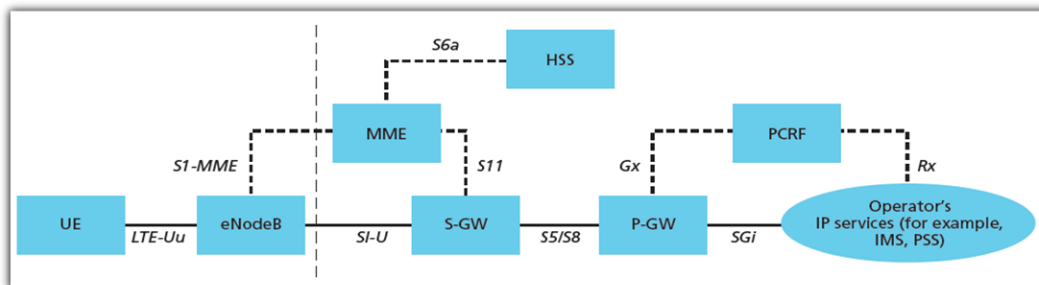 S6a
HSS
MME
PCRF
S1-MME
S11
Gx
Rx
UE
LTE-Uu
eNodeB
SI-U
S-GW
S5/S8
P-GW
SGi
Operator's
IP services (for example,
IMS, PSS)